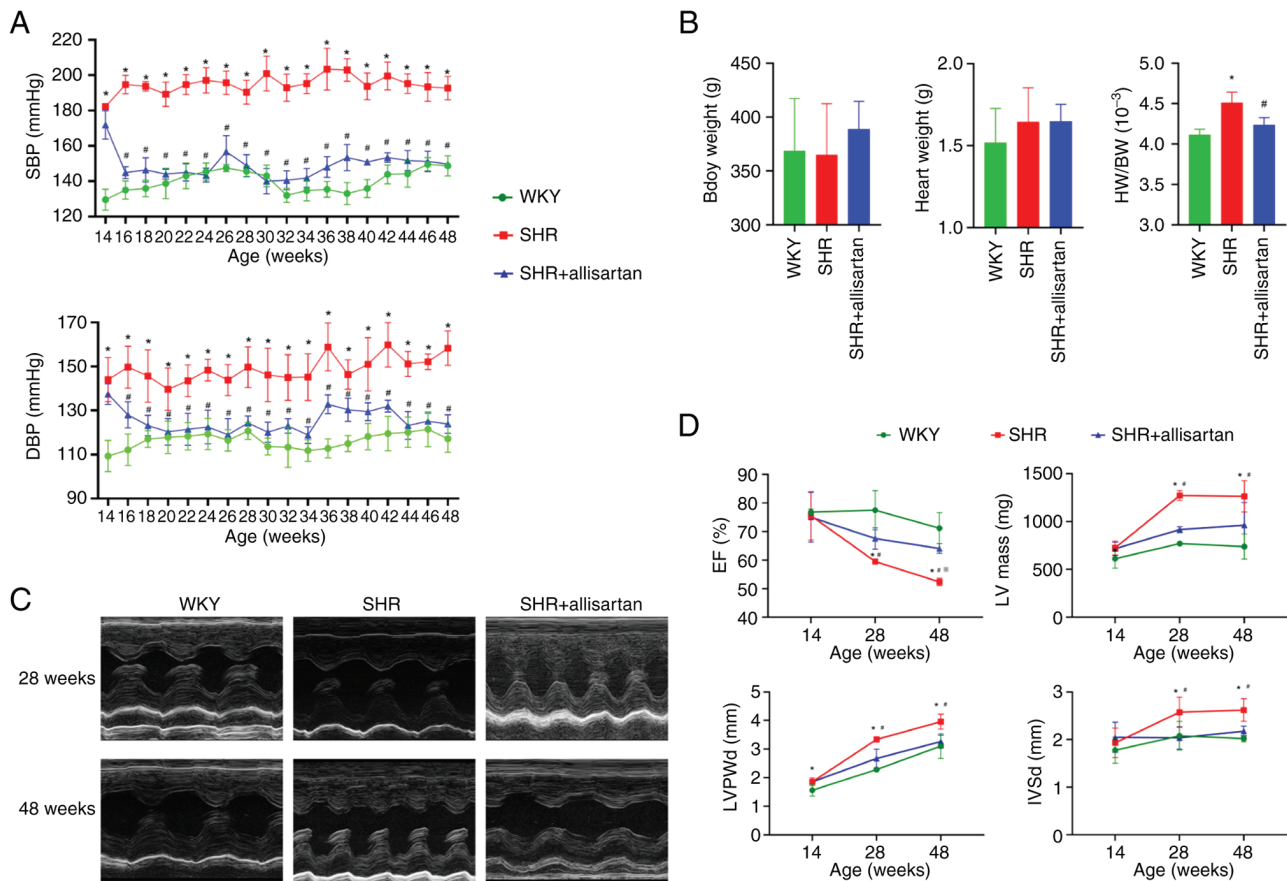 A
SBP (mmHg)
220
200
180
160
140
120
14 16 18 20 22 24 26 28 30 32 34 36 38 40 42 44 46 48
Age (weeks)
* * * * * * * * * * * * * * * * * *
# # # # # # # # # # # # # # # # #
WKY
SHR
SHR+allisartan
DBP (mmHg)
170
150
130
110
90
14 16 18 20 22 24 26 28 30 32 34 36 38 40 42 44 46 48
Age (weeks)
* * * * * * * * * * * * * * * * * *
# # # # # # # # # # # # # # # # #
B
Bdoy weight (g)
450
400
350
300
WKY
SHR
SHR+allisartan
Heart weight (g)
2.0
1.5
1.0
WKY
SHR
SHR+allisartan
HW/BW (10⁻³)
5.0
4.5
4.0
3.5
3.0
*
#
WKY
SHR
SHR+allisartan
C
WKY SHR SHR+allisartan
28 weeks
48 weeks
D
WKY SHR SHR+allisartan
EF (%)
90
80
70
60
50
40
14 28 48
Age (weeks)
*#
*#※
LV mass (mg)
1500
1000
500
0
14 28 48
Age (weeks)
*
* #
* #
LVPWd (mm)
5
4
3
2
1
0
14 28 48
Age (weeks)
*
* #
* #
IVSd (mm)
3
2
1
0
14 28 48
Age (weeks)
* #
* #